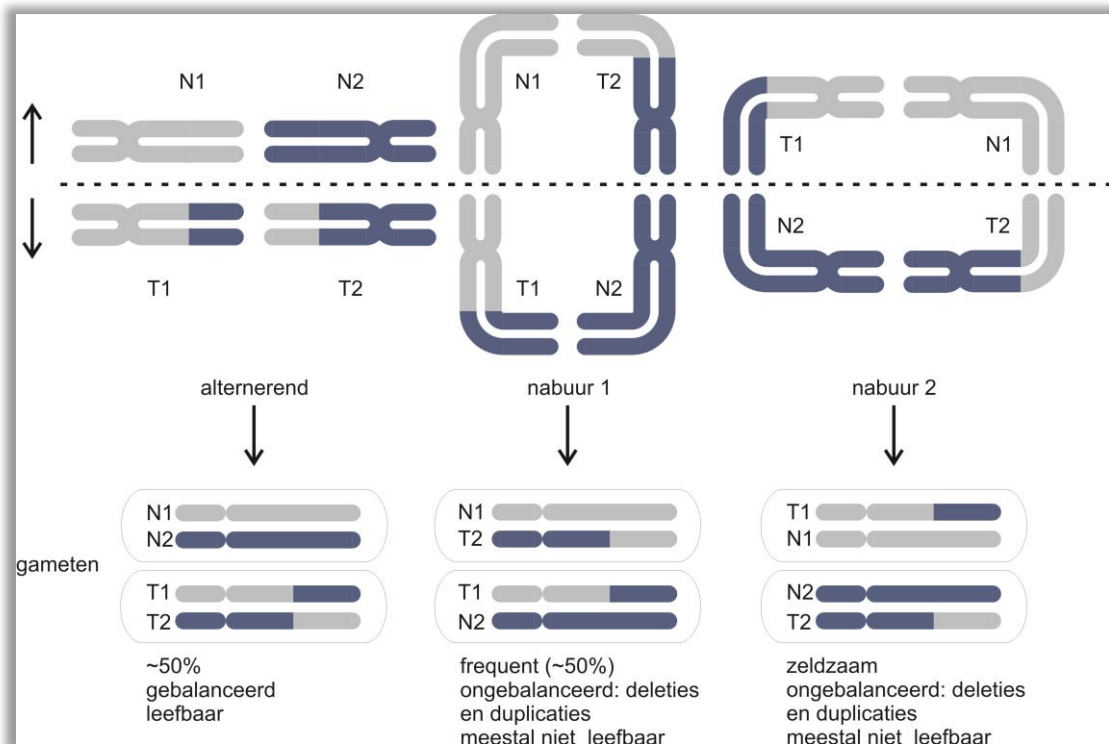 N1 N2
T1 T2
N1 T2
T1 N2
T1 N1
N2 T2
alternerend
nabuur 1
nabuur 2
gameten
N1
N2
T1
T2
~50%
gebalanceerd
leefbaar
N1
T2
T1
N2
frequent (~50%)
ongebalanceerd: deleties
en duplicaties
meestal niet leefbaar
T1
N1
N2
T2
zeldzaam
ongebalanceerd: deleties
en duplicaties
meestal niet leefbaar